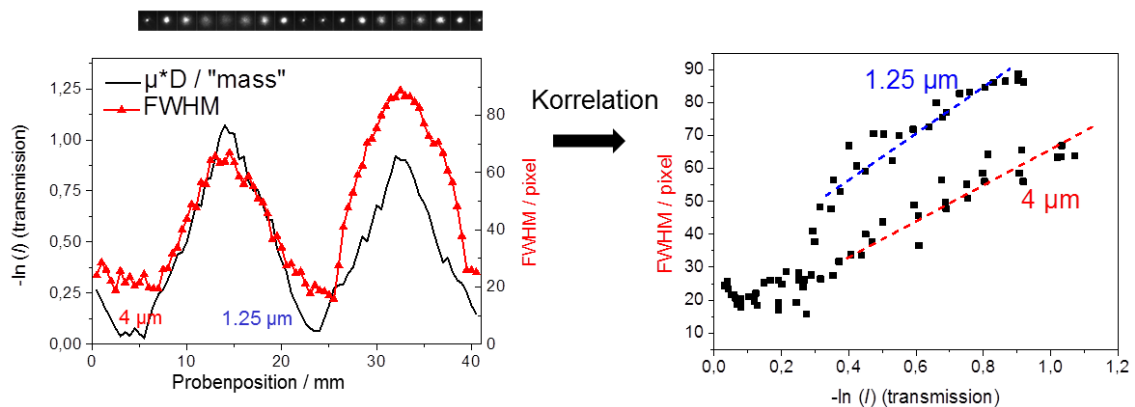 µ*D / "mass"
FWHM
1,25
1,00
0,75
0,50
0,25
0,00
-ln (I) (transmission)
80
60
40
20
0
FWHM / pixel
4 µm
1.25 µm
0
10
20
30
40
Probenposition / mm
Korrelation
90
80
70
60
50
40
30
20
10
FWHM / pixel
1.25 µm
4 µm
0,0
0,2
0,4
0,6
0,8
1,0
1,2
-ln (I) (transmission)